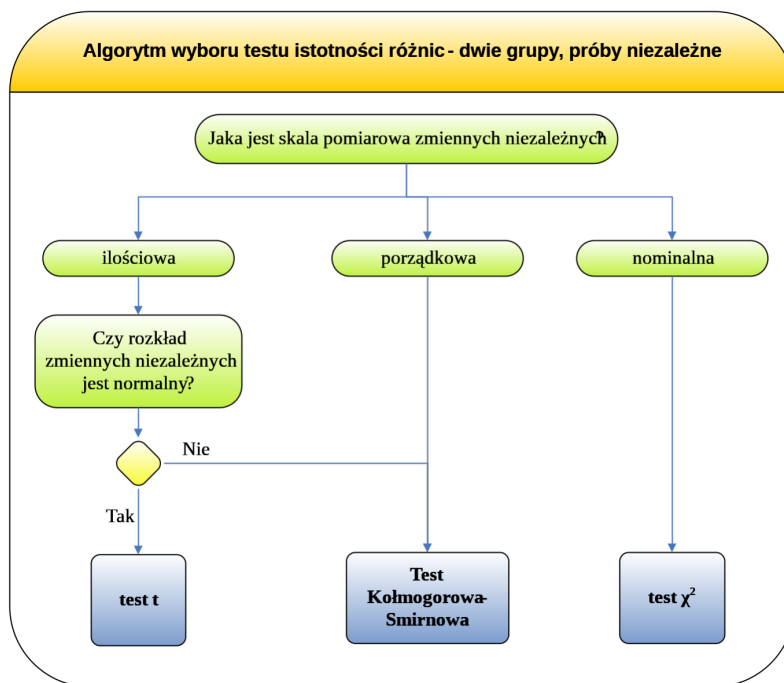 Algorytm wyboru testu istotności różnic - dwie grupy, próby niezależne
Jaka jest skala pomiarowa zmiennych niezależnych?
ilościowa
porządkowa
nominalna
Czy rozkład
zmiennych niezależnych
jest normalny?
Nie
Tak
test t
Test
Kołmogorowa-
Smirnowa
test χ²